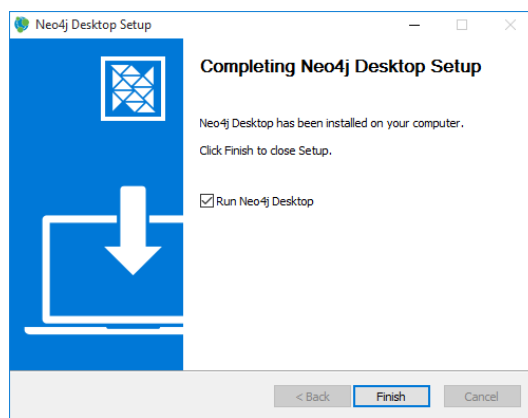 Neo4j Desktop Setup
Completing Neo4j Desktop Setup
Neo4j Desktop has been installed on your computer.
Click Finish to close Setup.
Run Neo4j Desktop
< Back
Finish
Cancel